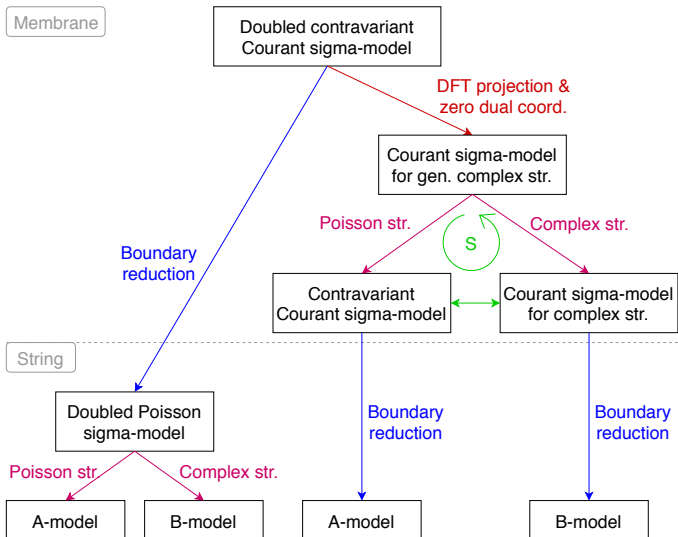 Membrane
Doubled contravariant
Courant sigma-model
DFT projection &
zero dual coord.
Courant sigma-model
for gen. complex str.
Poisson str.
Complex str.
S
Boundary
reduction
Contravariant
Courant sigma-model
Courant sigma-model
for complex str.
String
Doubled Poisson
sigma-model
Boundary
reduction
Boundary
reduction
Poisson str.
Complex str.
A-model
B-model
A-model
B-model